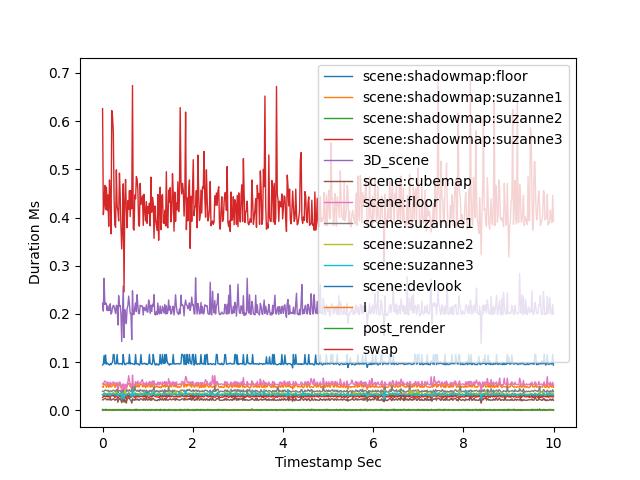 0.7
0.6
0.5
0.4
0.3
0.2
0.1
0.0
Duration Ms
0
2
4
6
8
10
Timestamp Sec
scene:shadowmap:floor
scene:shadowmap:suzanne1
scene:shadowmap:suzanne2
scene:shadowmap:suzanne3
3D_scene
scene:cubemap
scene:floor
scene:suzanne1
scene:suzanne2
scene:suzanne3
scene:devlook
l
post_render
swap